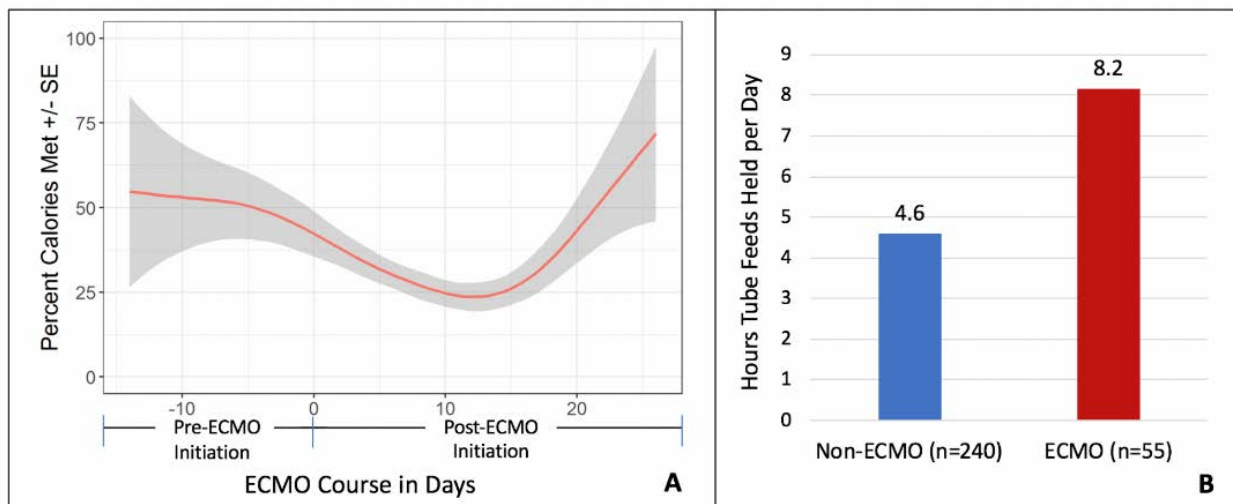 Percent Calories Met +/- SE
100
75
50
25
0
-10
0
10
20
Pre-ECMO
Initiation
Post-ECMO
Initiation
ECMO Course in Days
A
Hours Tube Feeds Held per Day
9
8
7
6
5
4
3
2
1
0
4.6
8.2
Non-ECMO (n=240)
ECMO (n=55)
B